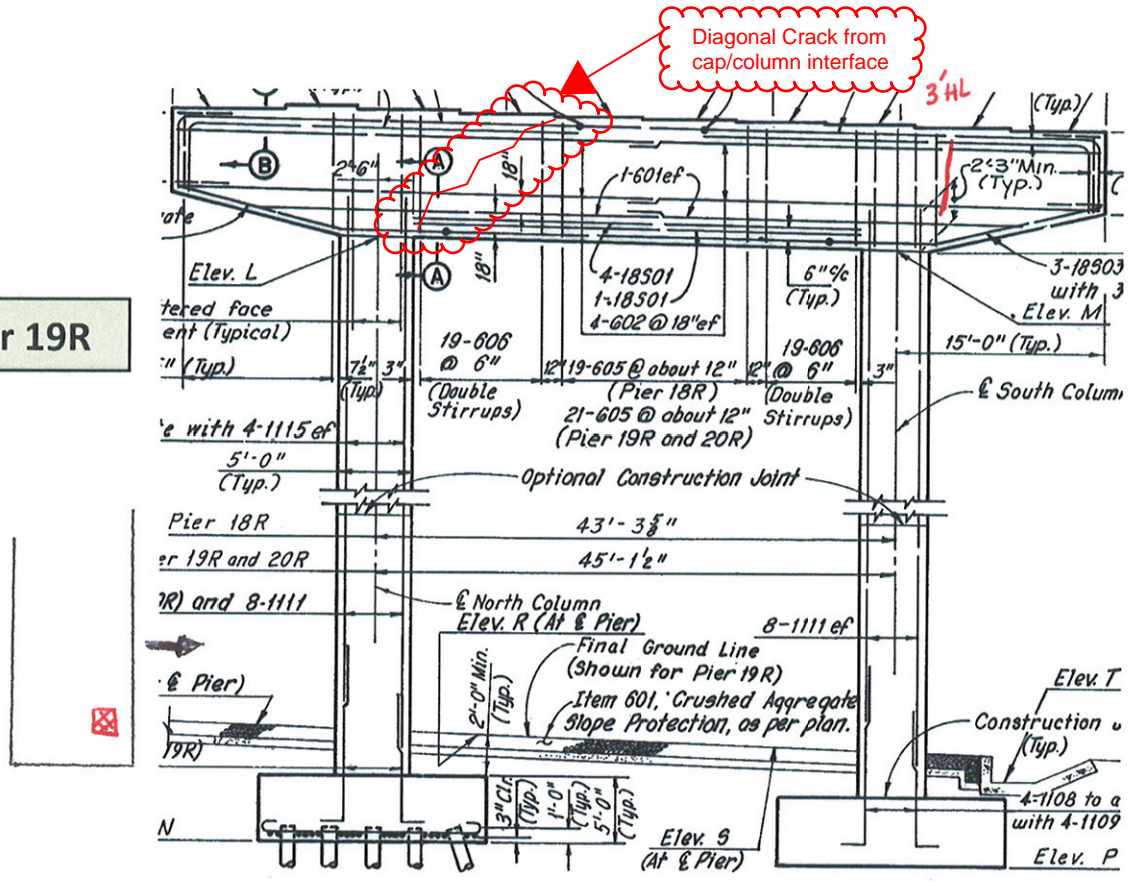 Diagonal Crack from
cap/column interface
3' HL
(Typ.)
B
2'-6"
A
18"
1-601ef
2'-3" Min.
(Typ.)
Elev. L
A
18"
4-18S01
1-18S01
4-602 @ 18" ef
6" c/c
(Typ.)
3-18S03
with 3
Elev. M
r 19R
tered face
ent (Typical)
" (Typ.)
7½"
(Typ.)
3"
19-606
@ 6"
(Double
Stirrups)
12"
19-605 @ about 12"
(Pier 18R)
21-605 @ about 12"
(Pier 19R and 20R)
12"
19-606
@ 6"
(Double
Stirrups)
3"
15'-0" (Typ.)
℄ South Colum
e with 4-1115 ef
5'-0"
(Typ.)
Optional Construction Joint
Pier 18R
43'-3⅝"
er 19R and 20R
45'-1½"
R) and 8-1111
℄ North Column
Elev. R (At ℄ Pier)
8-1111 ef
Final Ground Line
(Shown for Pier 19R)
Item 601, Crushed Aggregate
Slope Protection, as per plan.
2'-0" Min.
(Typ.)
℄ Pier)
19R)
Elev. T
Construction
(Typ.)
3" Clr.
(Typ.)
1'-0"
(Typ.)
5'-0"
(Typ.)
N
Elev. S
(At ℄ Pier)
4-1108 to a
with 4-1109
Elev. P